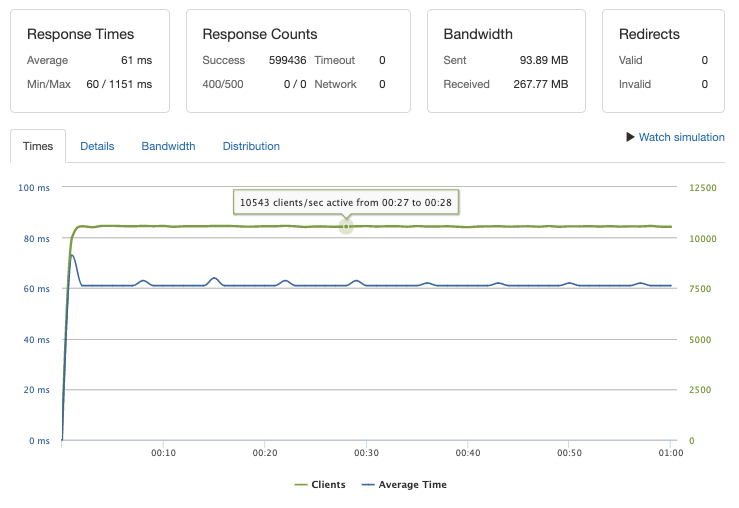 Response Times
Average 61 ms
Min/Max 60 / 1151 ms
Response Counts
Success 599436 Timeout 0
400/500 0 / 0 Network 0
Bandwidth
Sent 93.89 MB
Received 267.77 MB
Redirects
Valid 0
Invalid 0
Times Details Bandwidth Distribution
Watch simulation
100 ms 12500
10543 clients/sec active from 00:27 to 00:28
80 ms 10000
60 ms 7500
40 ms 5000
20 ms 2500
0 ms 0
00:10 00:20 00:30 00:40 00:50 01:00
Clients Average Time